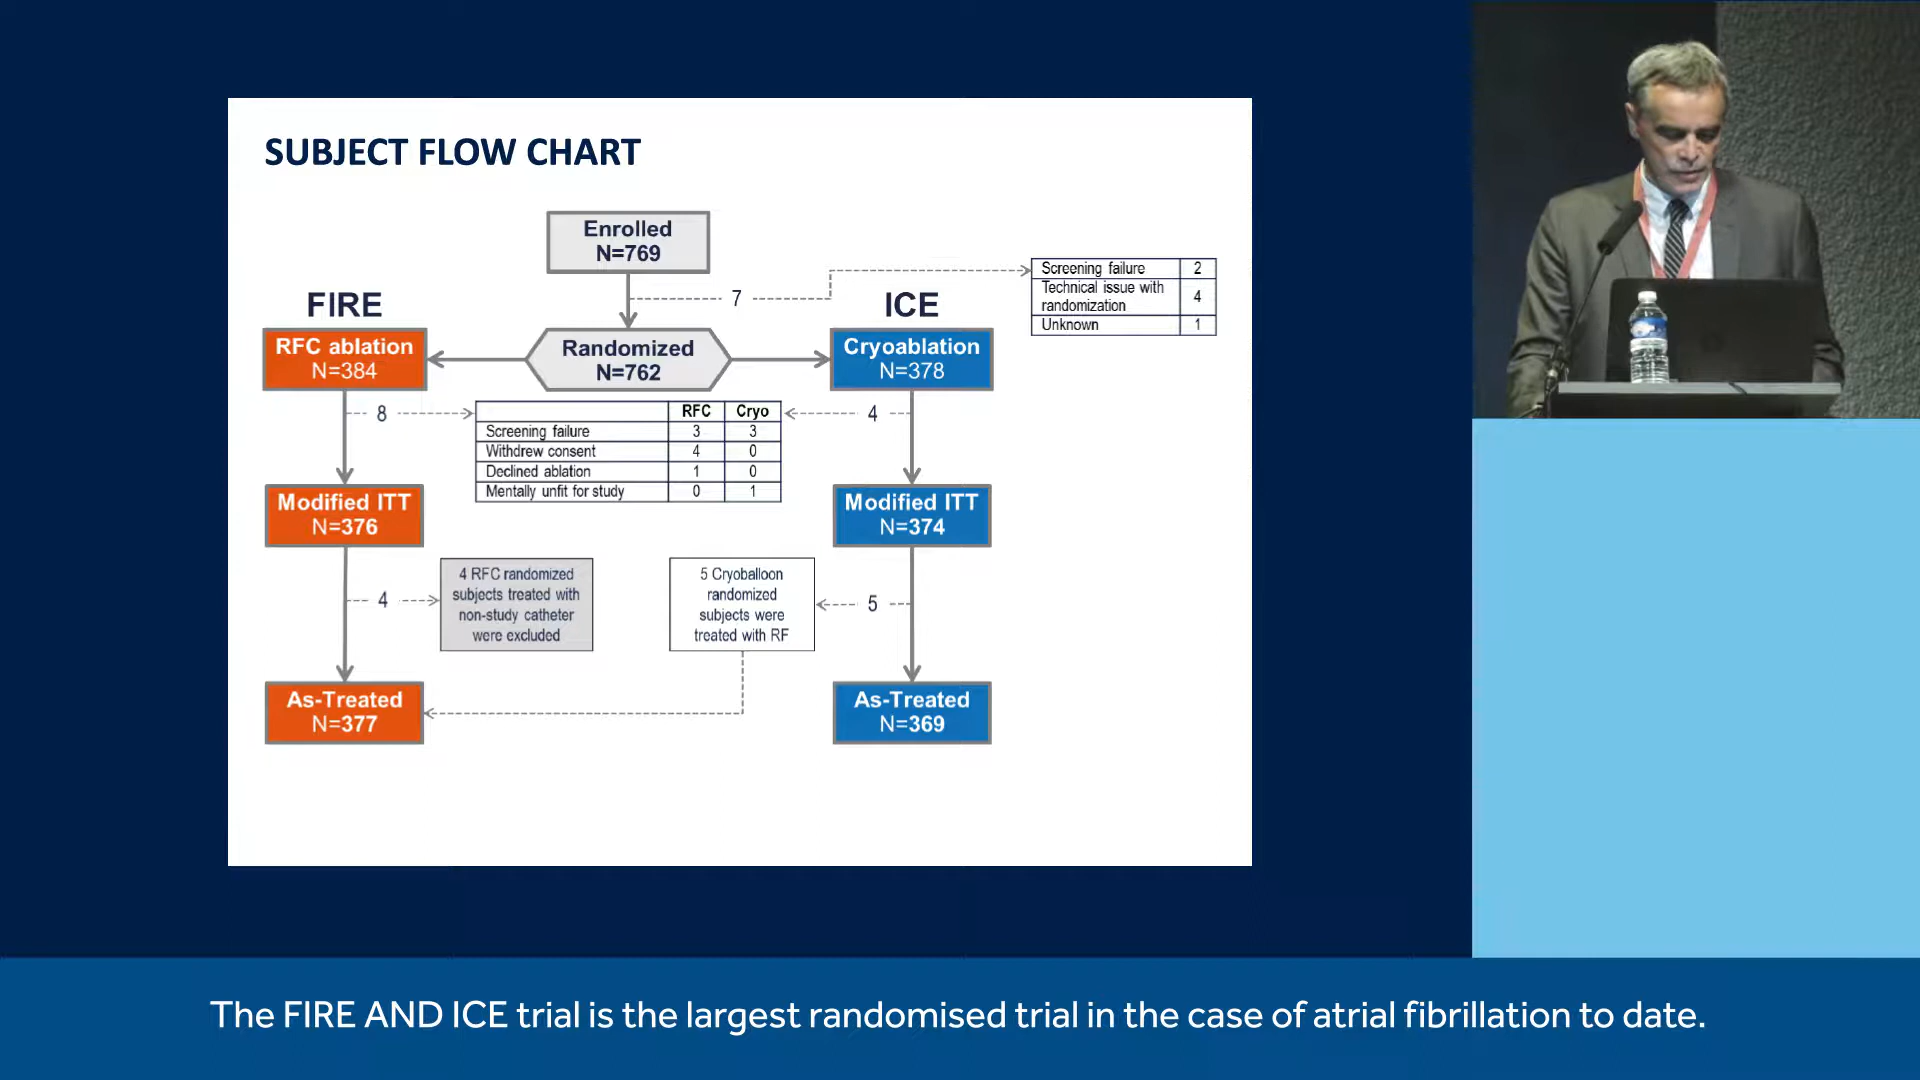 SUBJECT FLOW CHART
Enrolled
N=769
7
Screening failure 2
Technical issue with
randomization 4
Unknown 1
FIRE
ICE
RFC ablation
N=384
Randomized
N=762
Cryoablation
N=378
8
4
RFC Cryo
Screening failure 3 3
Withdrew consent 4 0
Declined ablation 1 0
Mentally unfit for study 0 1
Modified ITT
N=376
Modified ITT
N=374
4
4 RFC randomized
subjects treated with
non-study catheter
were excluded
5 Cryoballoon
randomized
subjects were
treated with RF
5
As-Treated
N=377
As-Treated
N=369
The FIRE AND ICE trial is the largest randomised trial in the case of atrial fibrillation to date.